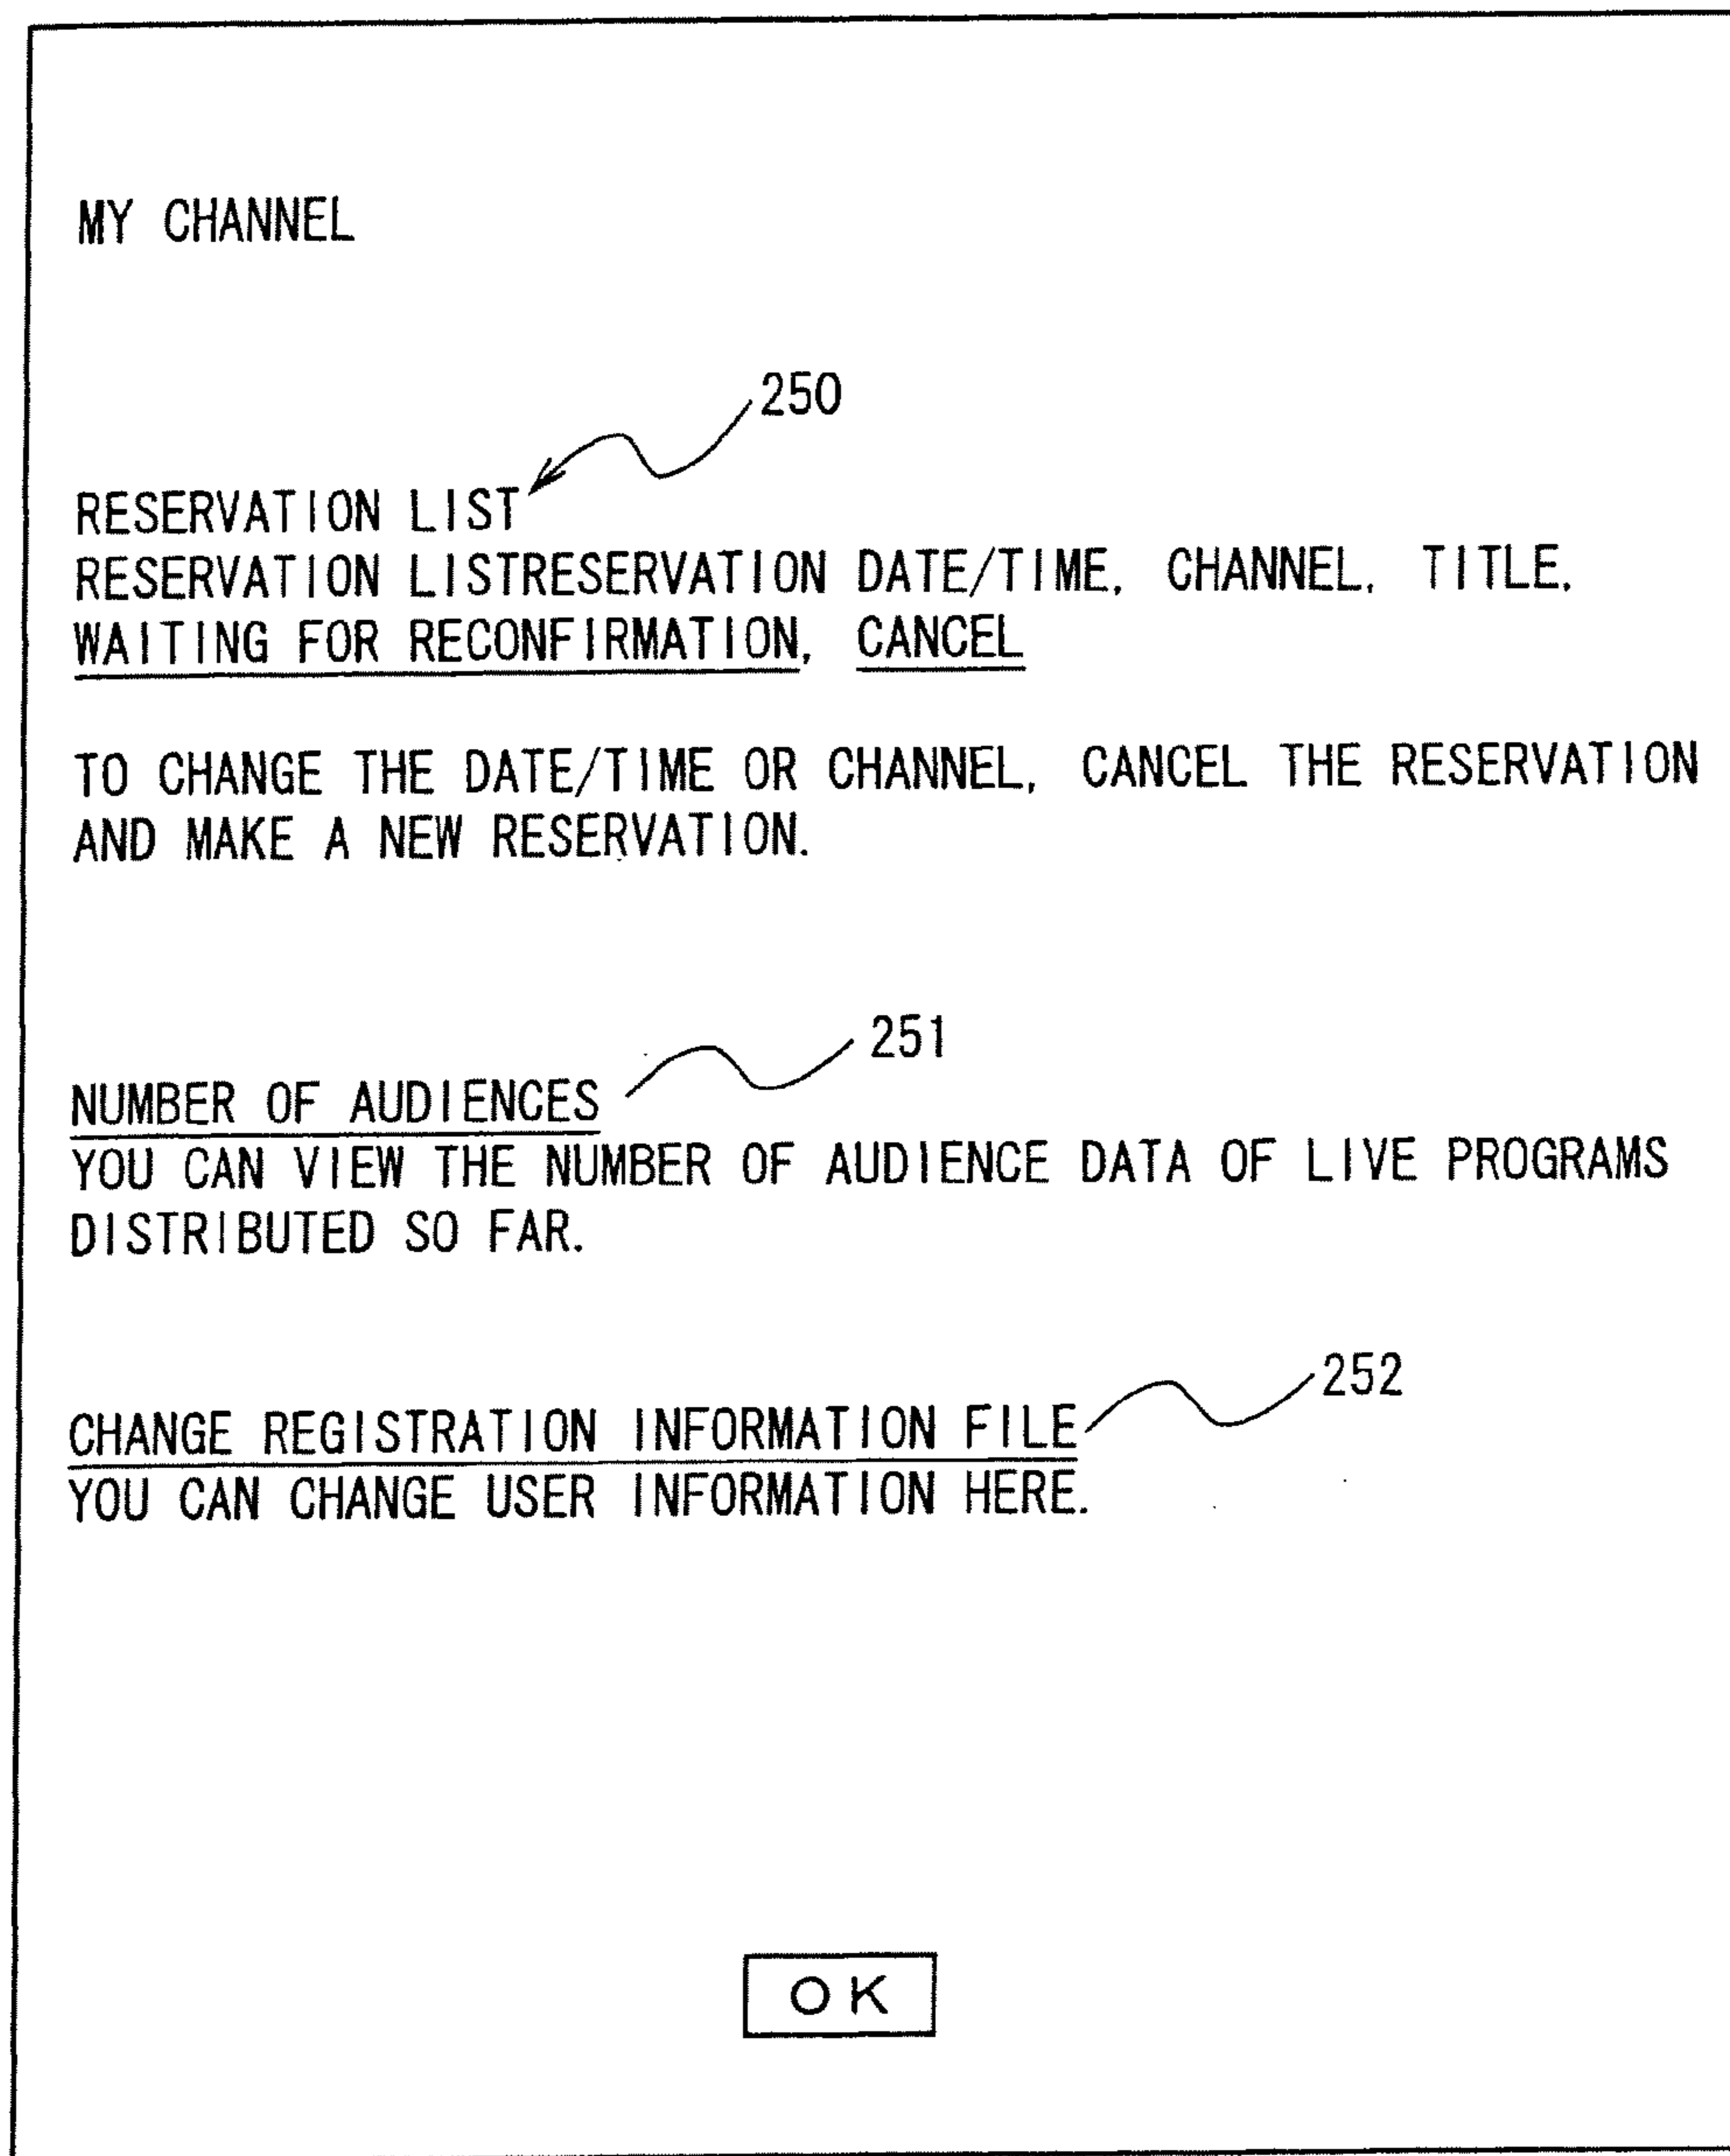 MY CHANNEL
250
RESERVATION LIST
RESERVATION LISTRESERVATION DATE/TIME, CHANNEL, TITLE,
WAITING FOR RECONFIRMATION, CANCEL
TO CHANGE THE DATE/TIME OR CHANNEL, CANCEL THE RESERVATION
AND MAKE A NEW RESERVATION.
251
NUMBER OF AUDIENCES
YOU CAN VIEW THE NUMBER OF AUDIENCE DATA OF LIVE PROGRAMS
DISTRIBUTED SO FAR.
252
CHANGE REGISTRATION INFORMATION FILE
YOU CAN CHANGE USER INFORMATION HERE.
OK